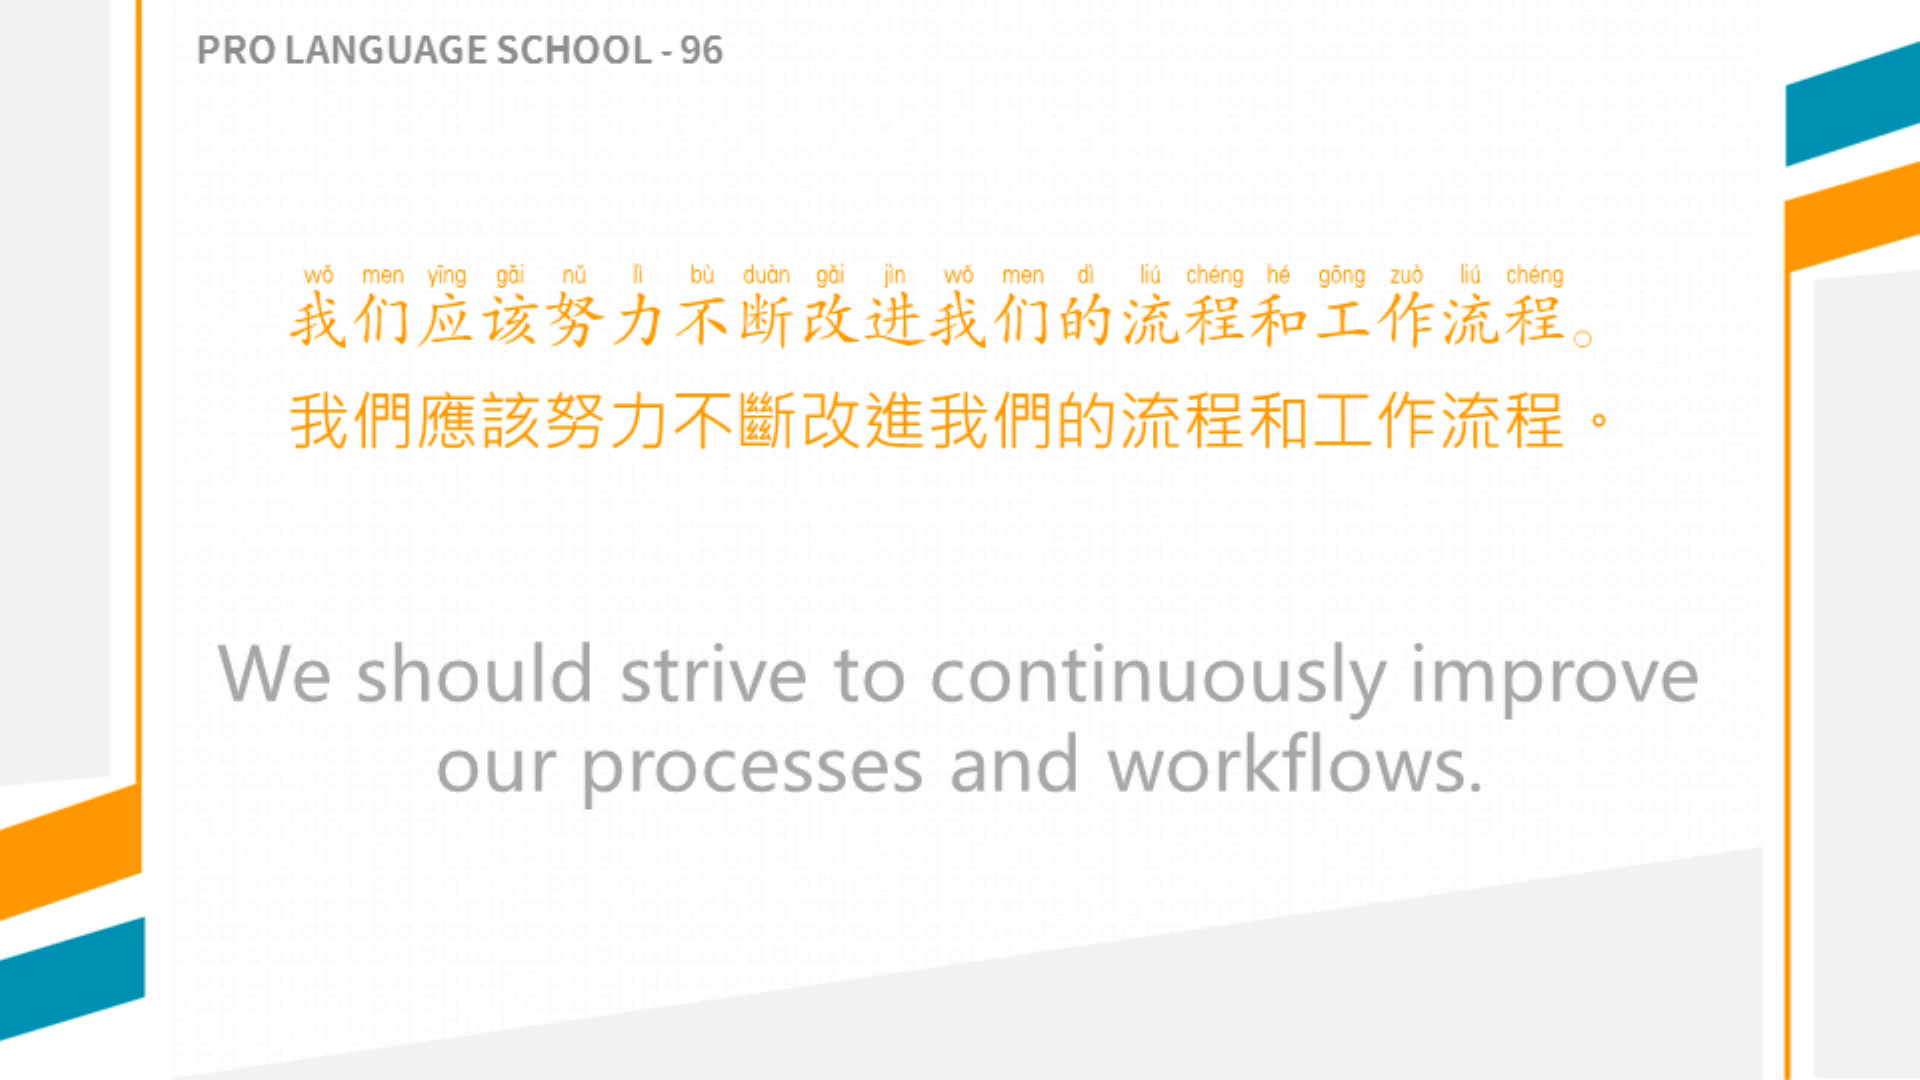 PRO LANGUAGE SCHOOL - 96
wǒ men yīng gāi nǔ lì bù duàn gǎi jìn wǒ men dì liú chéng hé gōng zuò liú chéng
我们应该努力不断改进我们的流程和工作流程。
我們應該努力不斷改進我們的流程和工作流程。
We should strive to continuously improve
our processes and workflows.